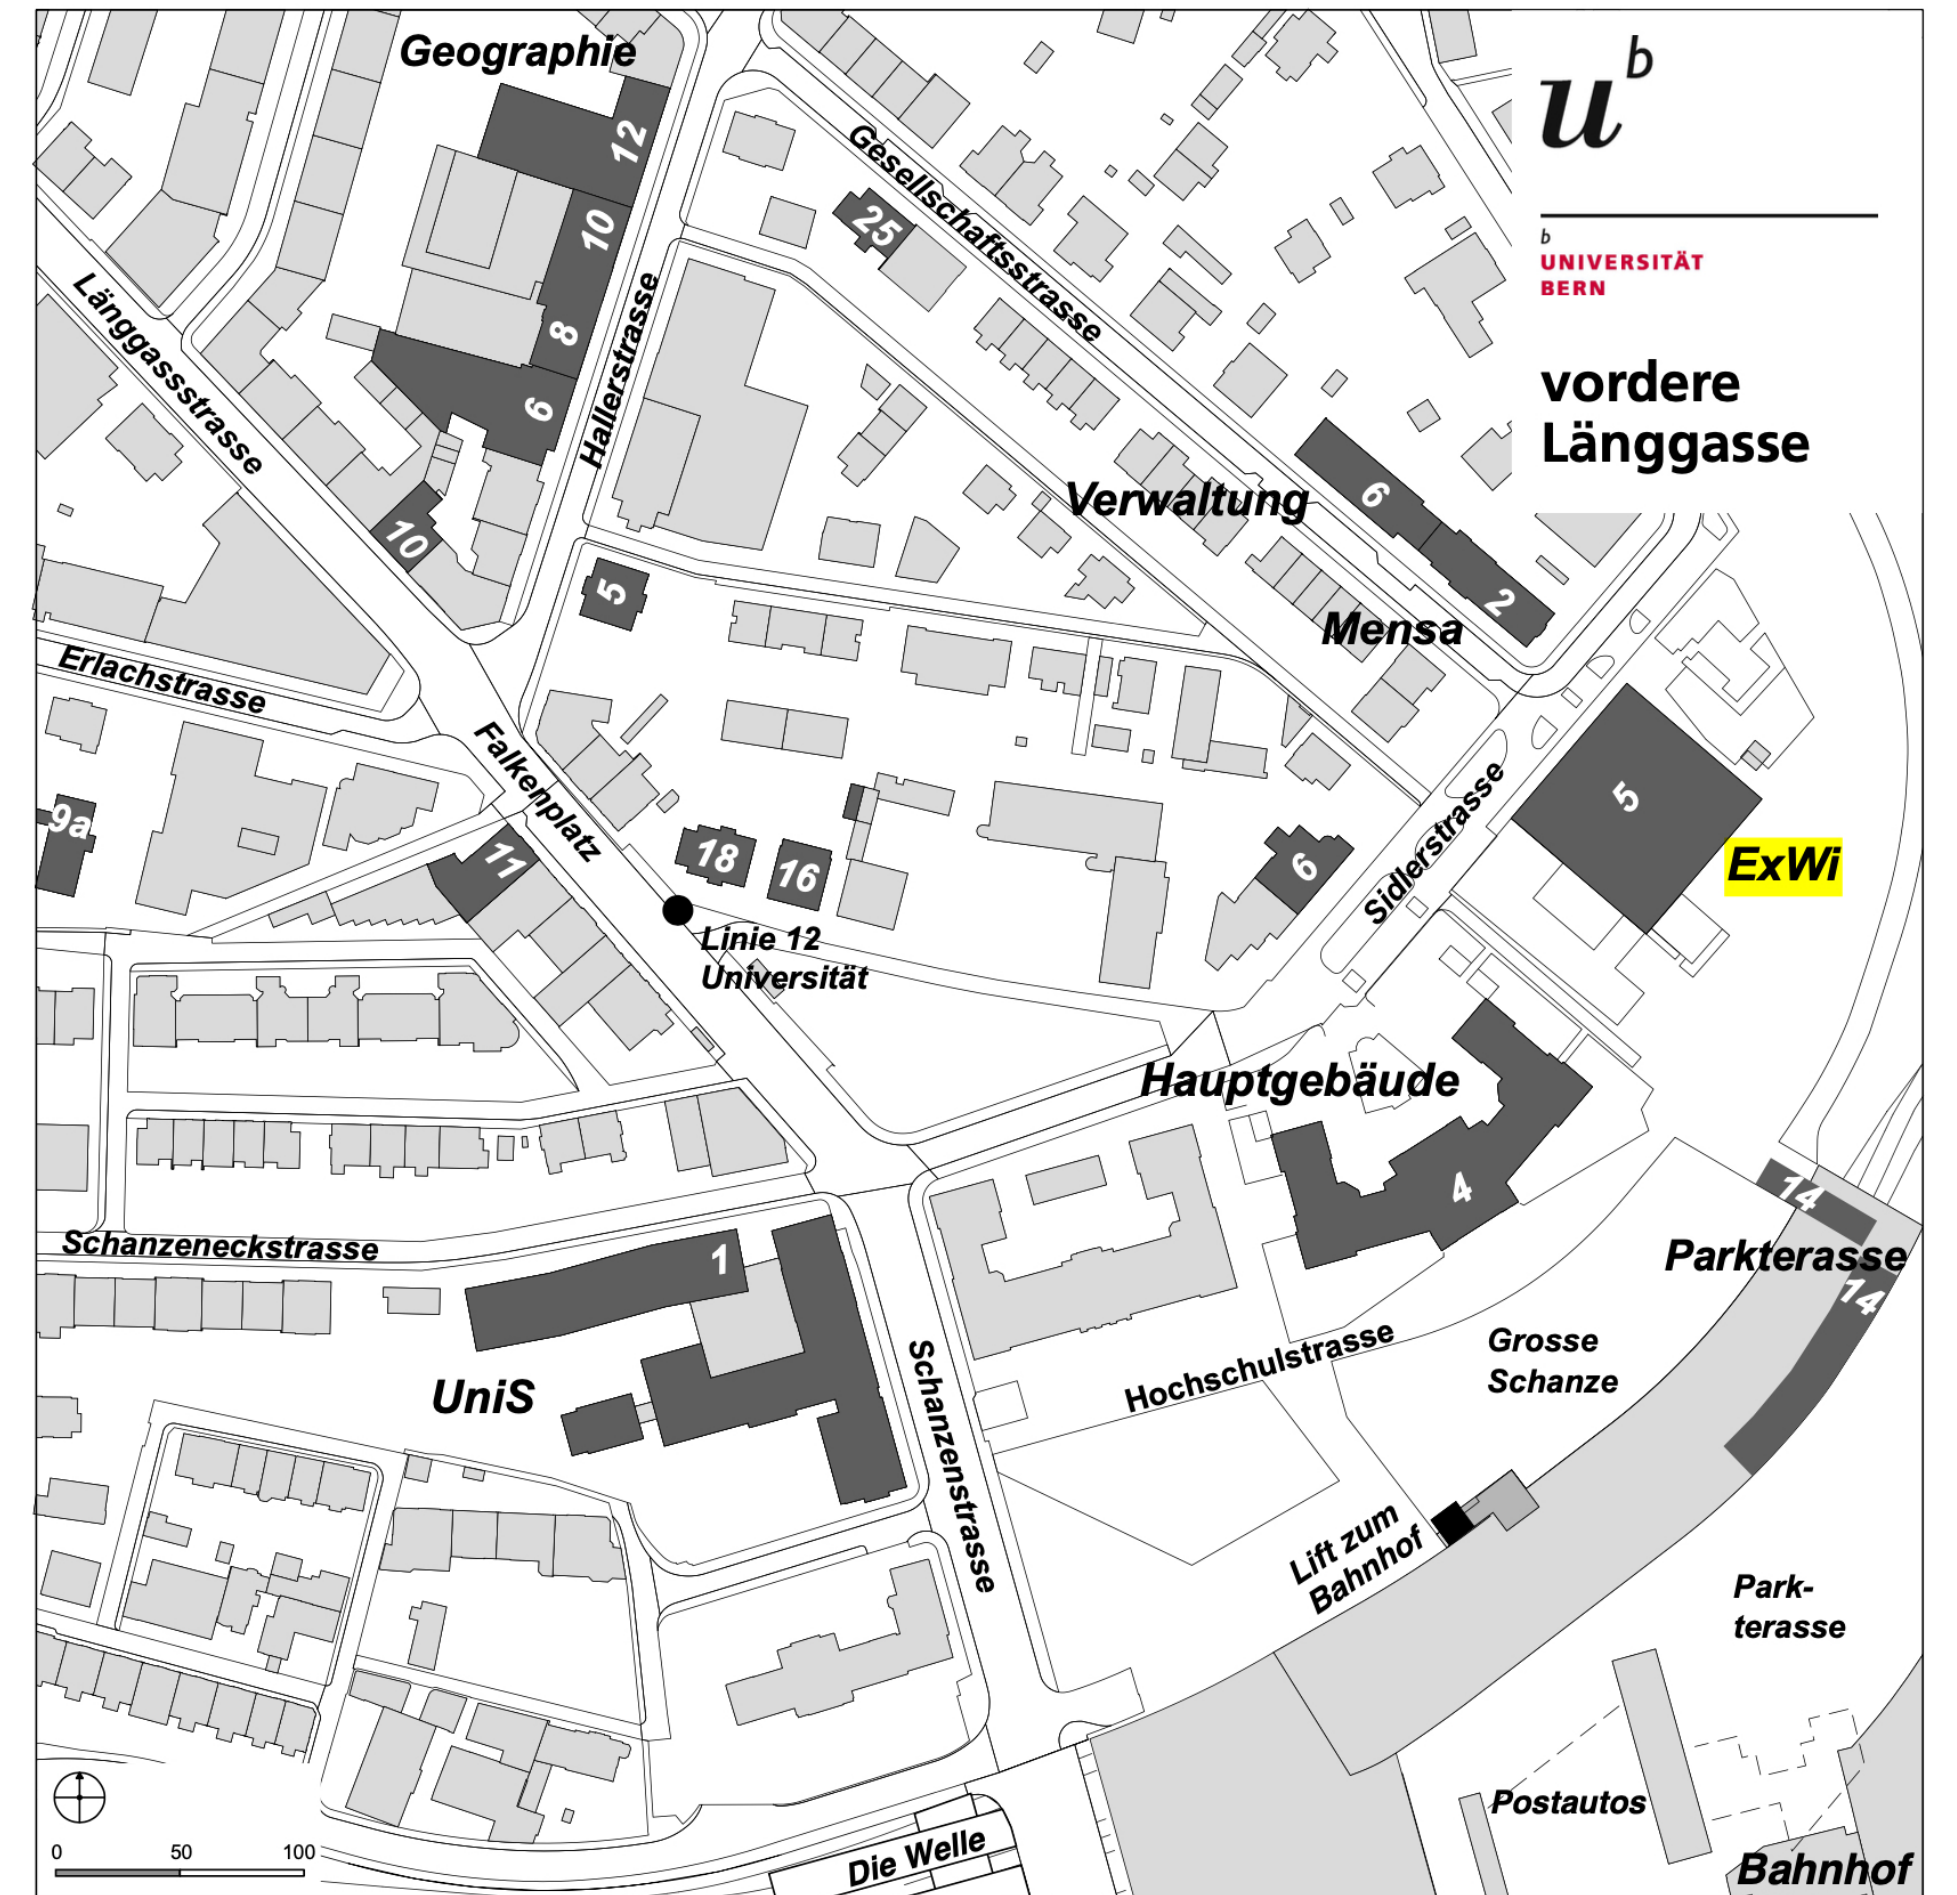 Geographie
12
10
8
6
10
5
25
Gesellschaftsstrasse
Länggassstrasse
Hallerstrasse
u b
b
UNIVERSITÄT
BERN
vordere
Länggasse
Verwaltung
6
2
Mensa
Erlachstrasse
Falkenplatz
9a
11
18
16
6
Sidlerstrasse
5
ExWi
Linie 12
Universität
Hauptgebäude
4
14
Parkterasse
14
Schanzeneckstrasse
1
UniS
Schanzenstrasse
Hochschulstrasse
Grosse
Schanze
Lift zum
Bahnhof
Park-
terasse
Postautos
Die Welle
Bahnhof
0 50 100